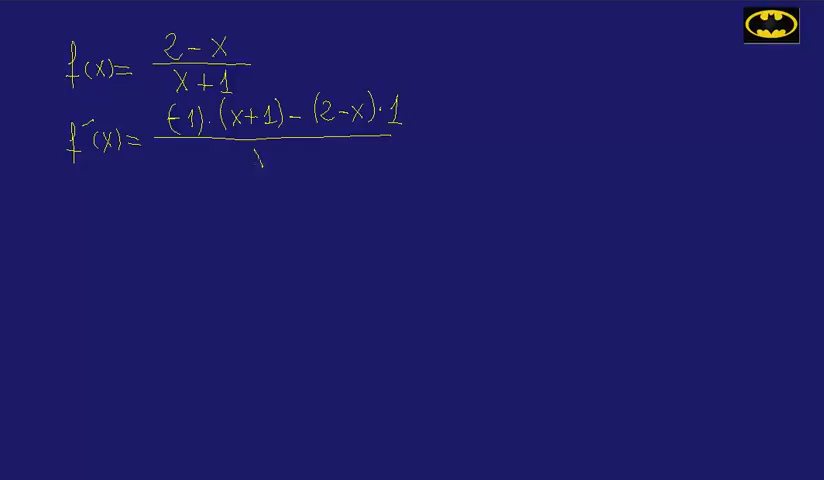 f(x) = (2 - x) / (x + 1)
f'(x) = ((-1) · (x + 1) - (2 - x) · 1) /